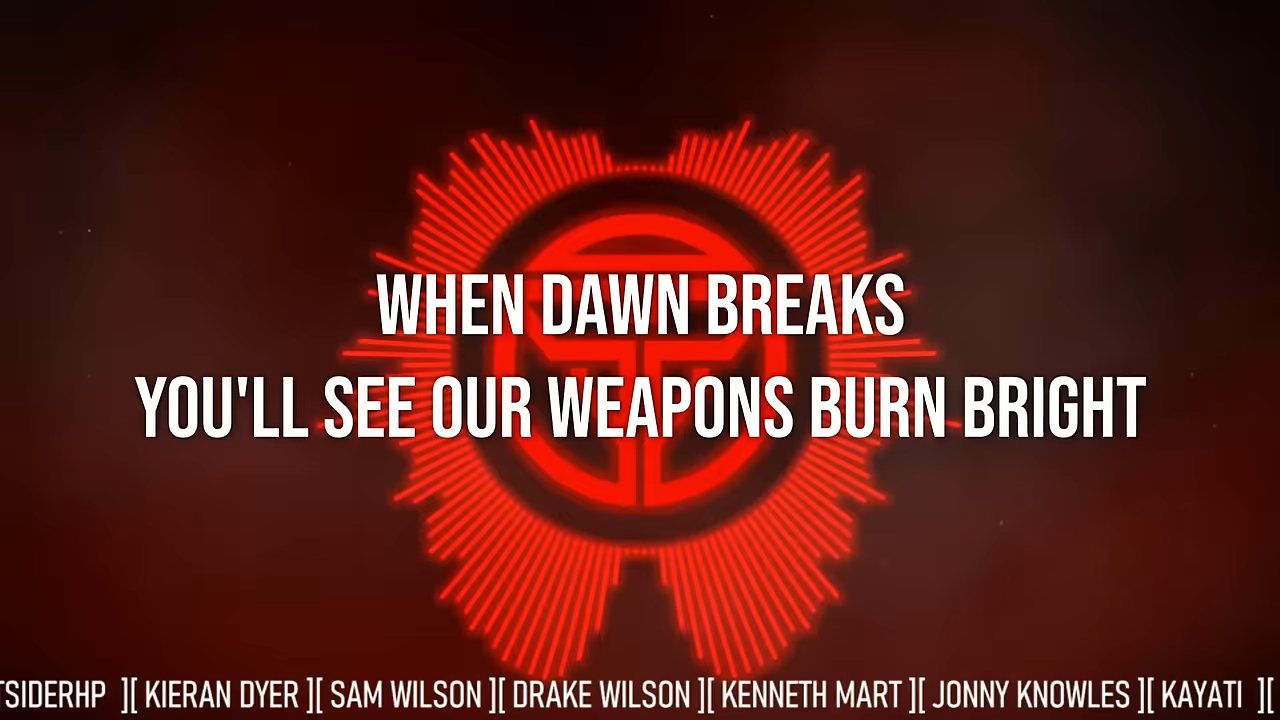 WHEN DAWN BREAKS
YOU'LL SEE OUR WEAPONS BURN BRIGHT
TSIDERHP ][ KIERAN DYER ][ SAM WILSON ][ DRAKE WILSON ][ KENNETH MART ][ JONNY KNOWLES ][ KAYATI ][